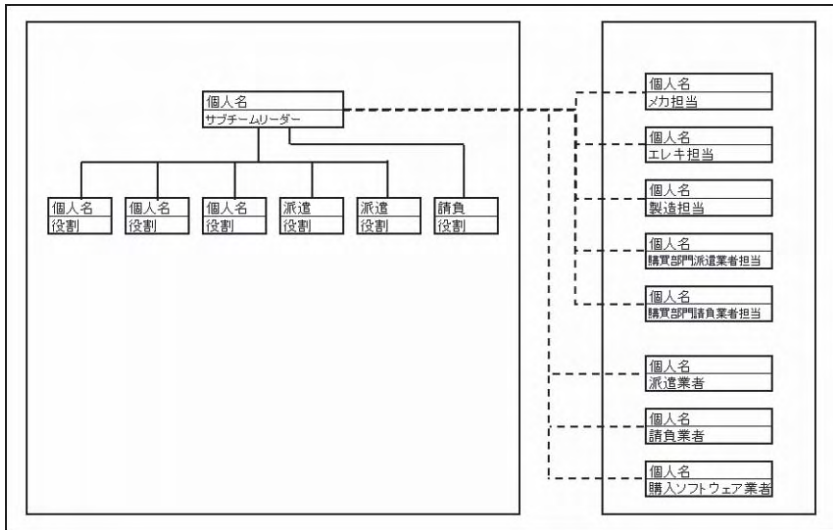 個人名
サブチームリーダー
個人名
役割
個人名
役割
個人名
役割
派遣
役割
派遣
役割
請負
役割
個人名
メカ担当
個人名
エレキ担当
個人名
製造担当
個人名
購買部門派遣業者担当
個人名
購買部門請負業者担当
個人名
派遣業者
個人名
請負業者
個人名
購入ソフトウェア業者